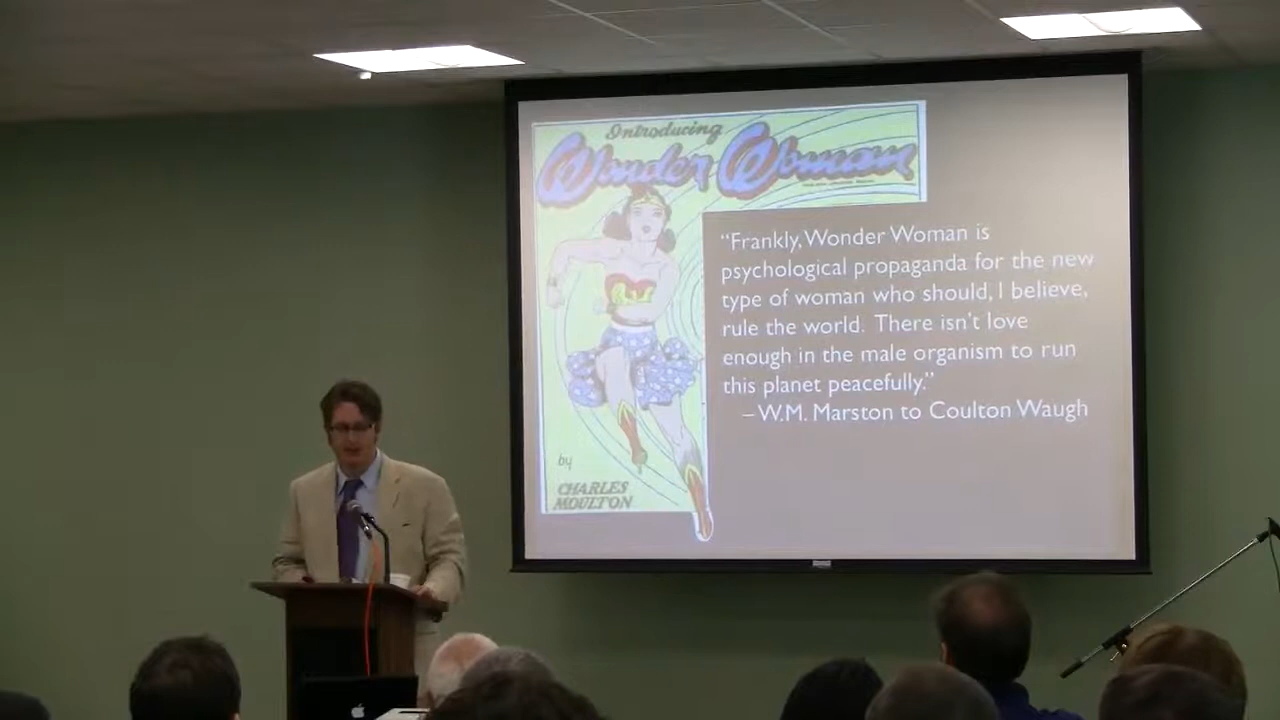 Introducing
Wonder Woman
"Frankly, Wonder Woman is
psychological propaganda for the new
type of woman who should, I believe,
rule the world. There isn't love
enough in the male organism to run
this planet peacefully."
– W.M. Marston to Coulton Waugh
by
CHARLES
MOULTON